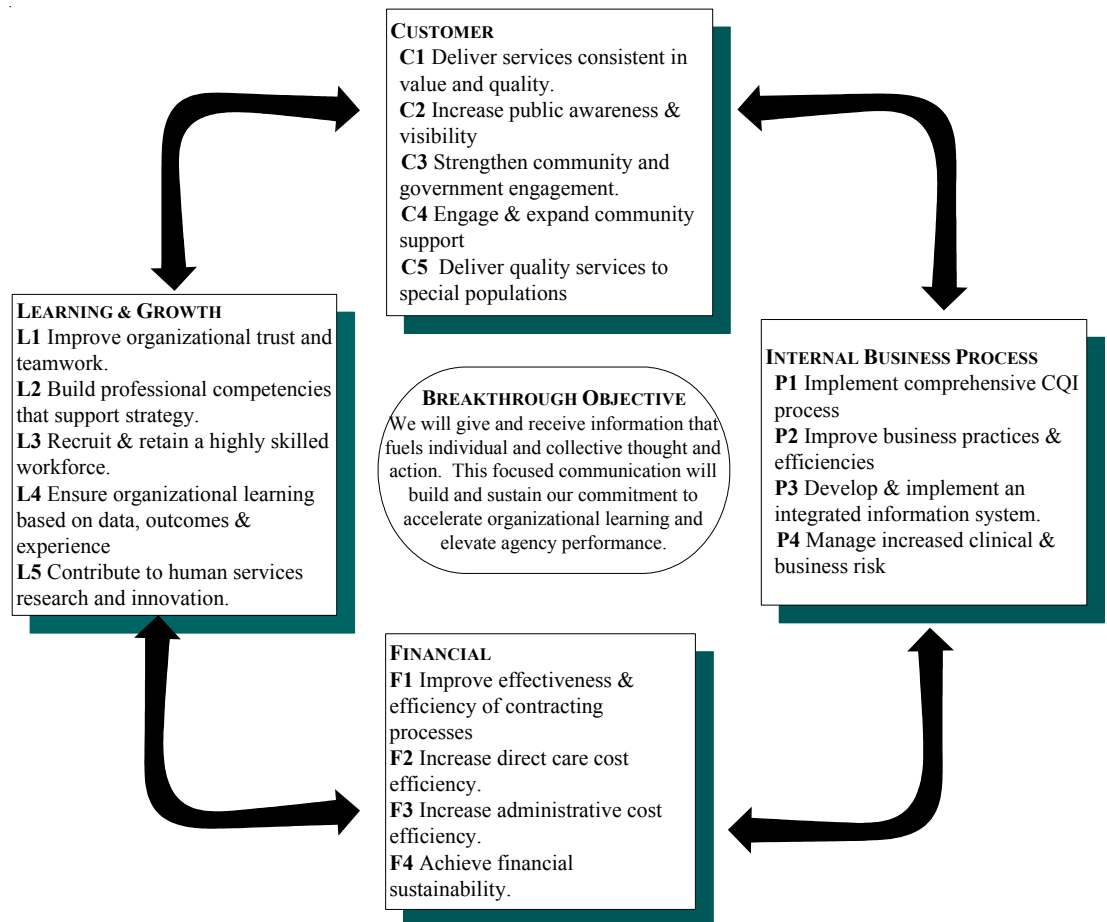 CUSTOMER
C1 Deliver services consistent in
value and quality.
C2 Increase public awareness &
visibility
C3 Strengthen community and
government engagement.
C4 Engage & expand community
support
C5 Deliver quality services to
special populations
LEARNING & GROWTH
L1 Improve organizational trust and
teamwork.
L2 Build professional competencies
that support strategy.
L3 Recruit & retain a highly skilled
workforce.
L4 Ensure organizational learning
based on data, outcomes &
experience
L5 Contribute to human services
research and innovation.
BREAKTHROUGH OBJECTIVE
We will give and receive information that
fuels individual and collective thought and
action. This focused communication will
build and sustain our commitment to
accelerate organizational learning and
elevate agency performance.
INTERNAL BUSINESS PROCESS
P1 Implement comprehensive CQI
process
P2 Improve business practices &
efficiencies
P3 Develop & implement an
integrated information system.
P4 Manage increased clinical &
business risk
FINANCIAL
F1 Improve effectiveness &
efficiency of contracting
processes
F2 Increase direct care cost
efficiency.
F3 Increase administrative cost
efficiency.
F4 Achieve financial
sustainability.